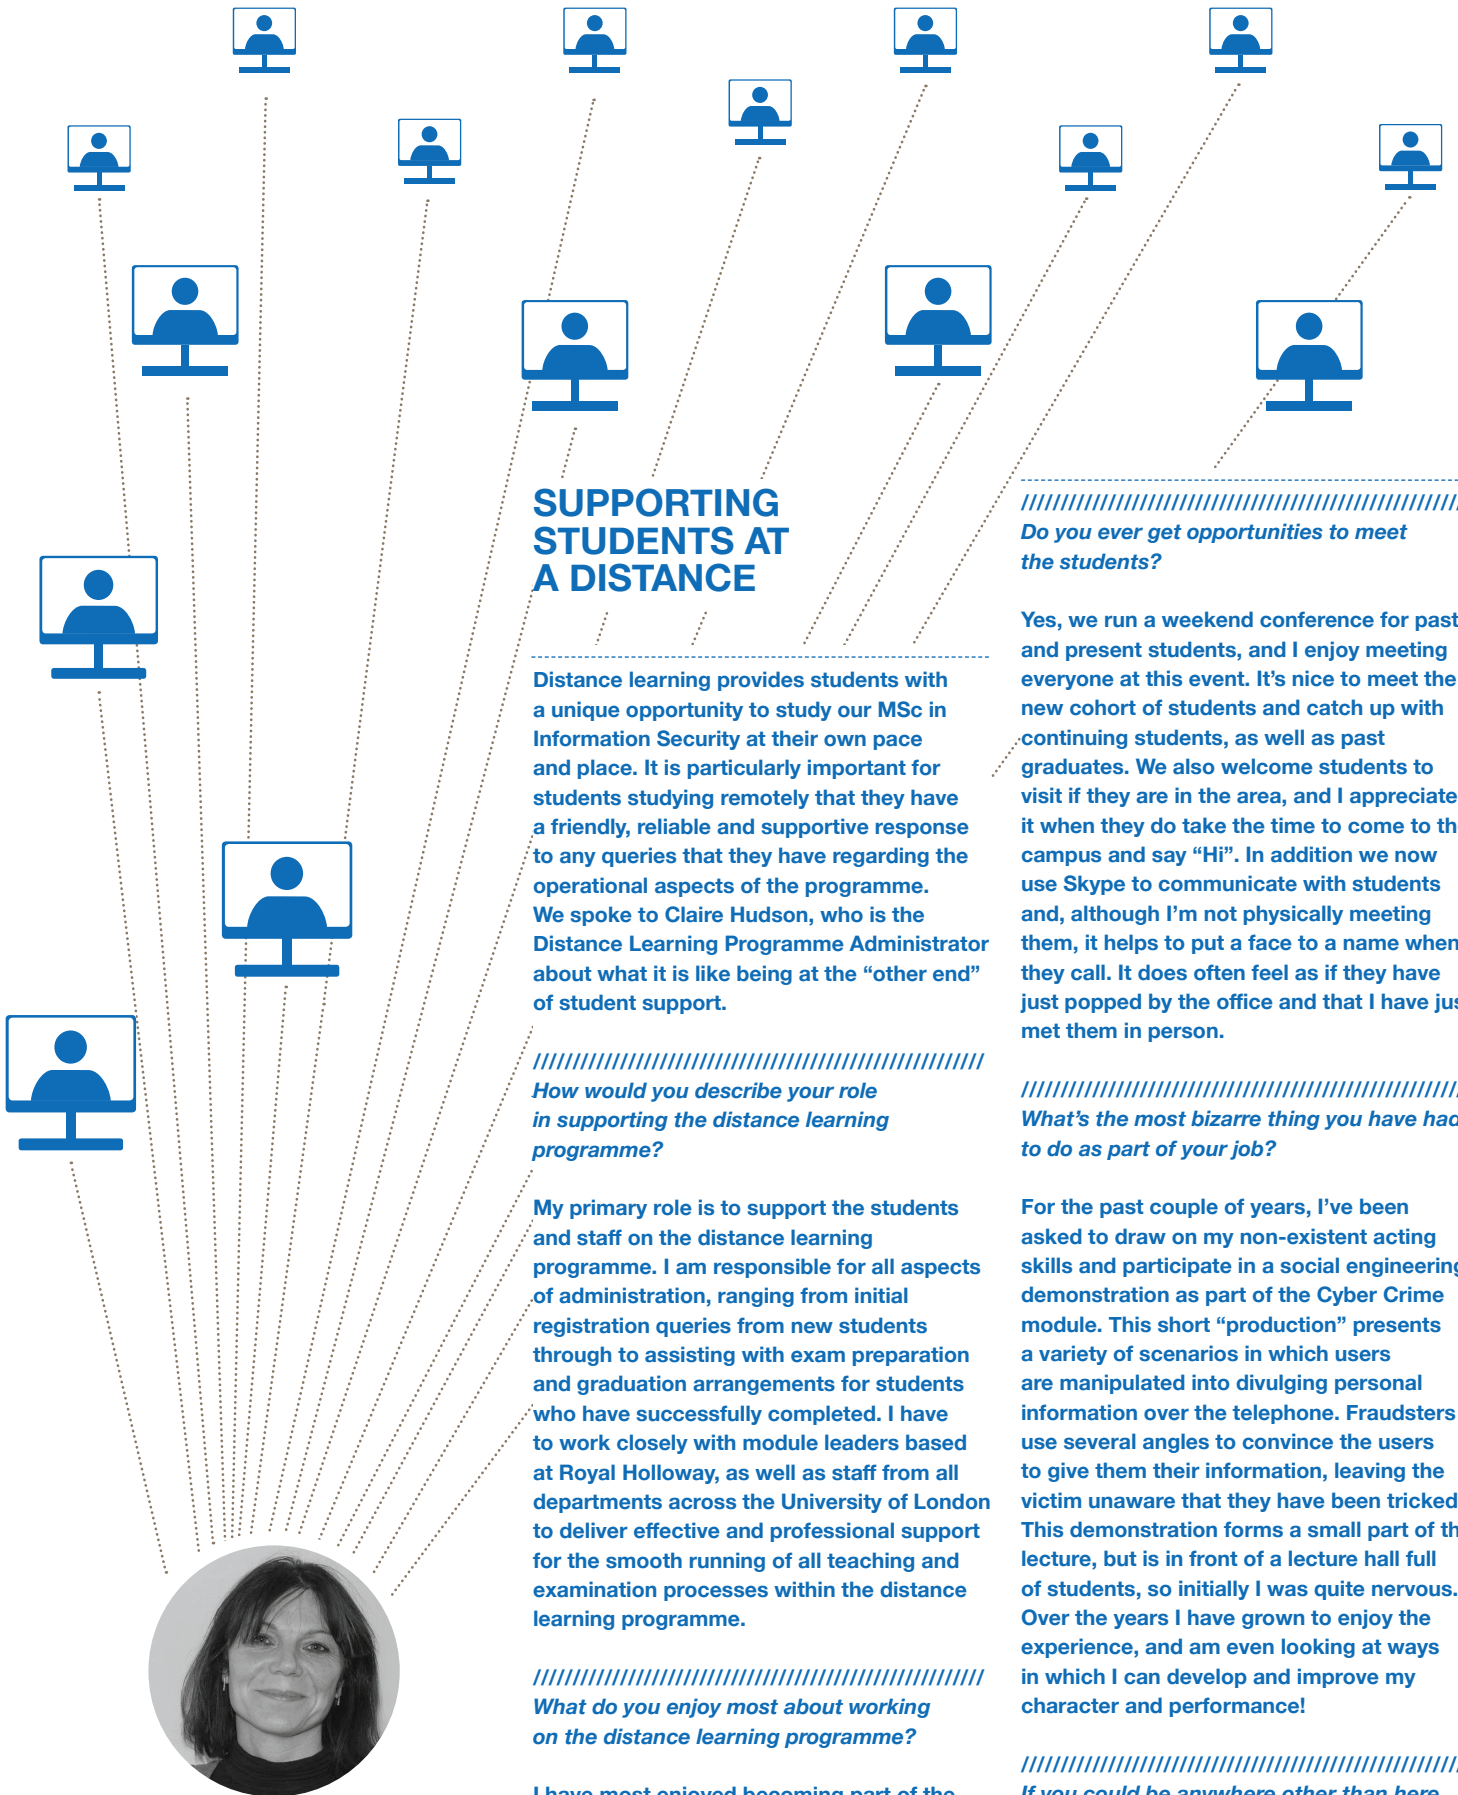 SUPPORTING
STUDENTS AT
A DISTANCE
Distance learning provides students with
a unique opportunity to study our MSc in
Information Security at their own pace
and place. It is particularly important for
students studying remotely that they have
a friendly, reliable and supportive response
to any queries that they have regarding the
operational aspects of the programme.
We spoke to Claire Hudson, who is the
Distance Learning Programme Administrator
about what it is like being at the “other end”
of student support.
How would you describe your role
in supporting the distance learning
programme?
My primary role is to support the students
and staff on the distance learning
programme. I am responsible for all aspects
of administration, ranging from initial
registration queries from new students
through to assisting with exam preparation
and graduation arrangements for students
who have successfully completed. I have
to work closely with module leaders based
at Royal Holloway, as well as staff from all
departments across the University of London
to deliver effective and professional support
for the smooth running of all teaching and
examination processes within the distance
learning programme.
What do you enjoy most about working
on the distance learning programme?
I have most enjoyed becoming part of the
Do you ever get opportunities to meet
the students?
Yes, we run a weekend conference for past
and present students, and I enjoy meeting
everyone at this event. It’s nice to meet the
new cohort of students and catch up with
continuing students, as well as past
graduates. We also welcome students to
visit if they are in the area, and I appreciate
it when they do take the time to come to th
campus and say “Hi”. In addition we now
use Skype to communicate with students
and, although I’m not physically meeting
them, it helps to put a face to a name when
they call. It does often feel as if they have
just popped by the office and that I have jus
met them in person.
What’s the most bizarre thing you have had
to do as part of your job?
For the past couple of years, I’ve been
asked to draw on my non-existent acting
skills and participate in a social engineering
demonstration as part of the Cyber Crime
module. This short “production” presents
a variety of scenarios in which users
are manipulated into divulging personal
information over the telephone. Fraudsters
use several angles to convince the users
to give them their information, leaving the
victim unaware that they have been tricked
This demonstration forms a small part of th
lecture, but is in front of a lecture hall full
of students, so initially I was quite nervous.
Over the years I have grown to enjoy the
experience, and am even looking at ways
in which I can develop and improve my
character and performance!
If you could be anywhere other than here